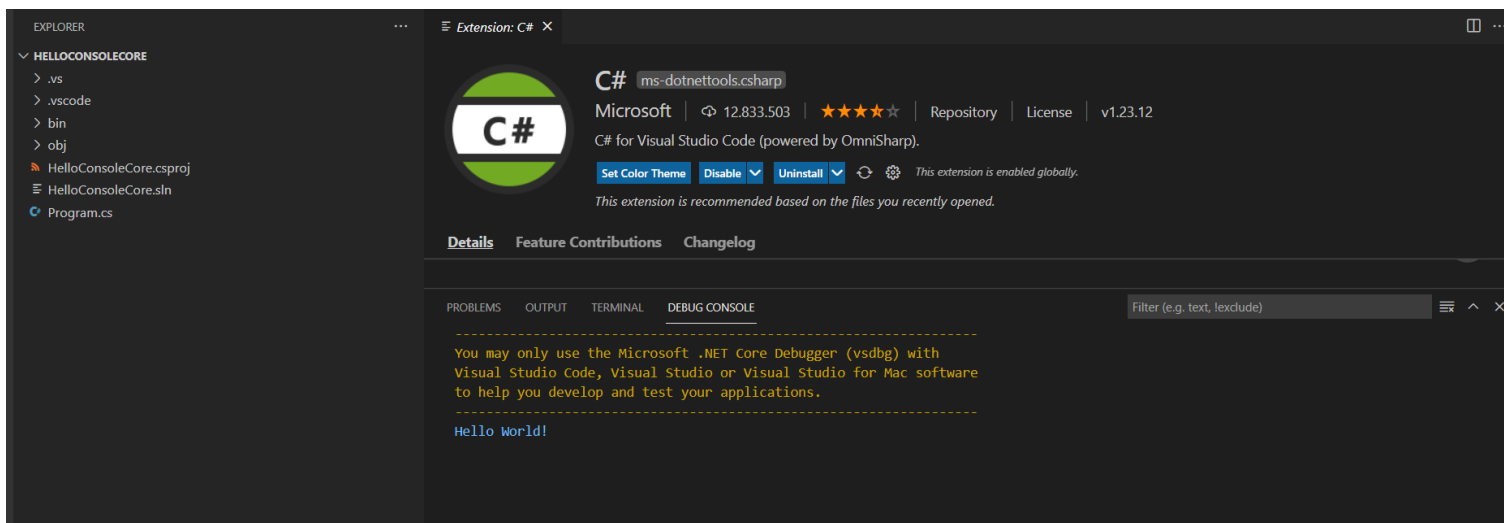 EXPLORER
HELLOCONSOLECORE
.vs
.vscode
bin
obj
HelloConsoleCore.csproj
HelloConsoleCore.sln
C# Program.cs
Extension: C#
C#
C# ms-dotnettools.csharp
Microsoft 12.833.503 Repository License v1.23.12
C# for Visual Studio Code (powered by OmniSharp).
Set Color Theme Disable Uninstall This extension is enabled globally.
This extension is recommended based on the files you recently opened.
Details Feature Contributions Changelog
PROBLEMS OUTPUT TERMINAL DEBUG CONSOLE Filter (e.g. text, !exclude)
-------------------------------------------------------------------
You may only use the Microsoft .NET Core Debugger (vsdbg) with
Visual Studio Code, Visual Studio or Visual Studio for Mac software
to help you develop and test your applications.
-------------------------------------------------------------------
Hello World!